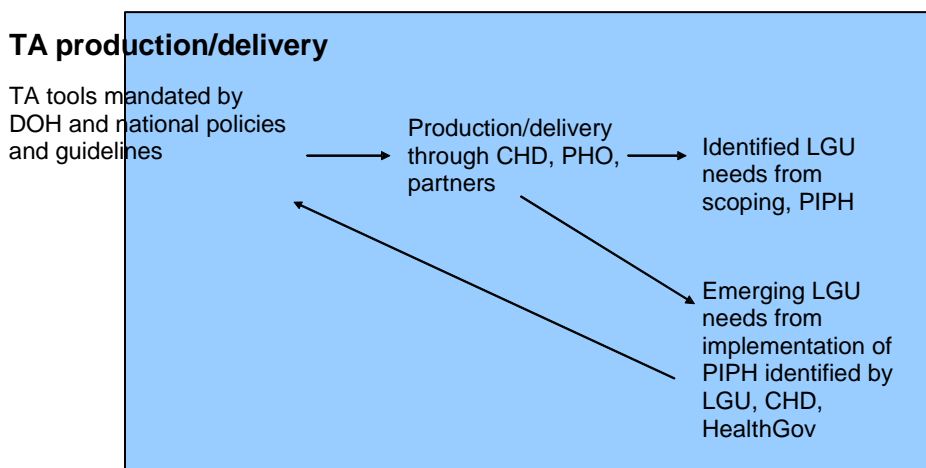 TA production/delivery
TA tools mandated by
DOH and national policies
and guidelines
Production/delivery
through CHD, PHO,
partners
Identified LGU
needs from
scoping, PIPH
Emerging LGU
needs from
implementation of
PIPH identified by
LGU, CHD,
HealthGov